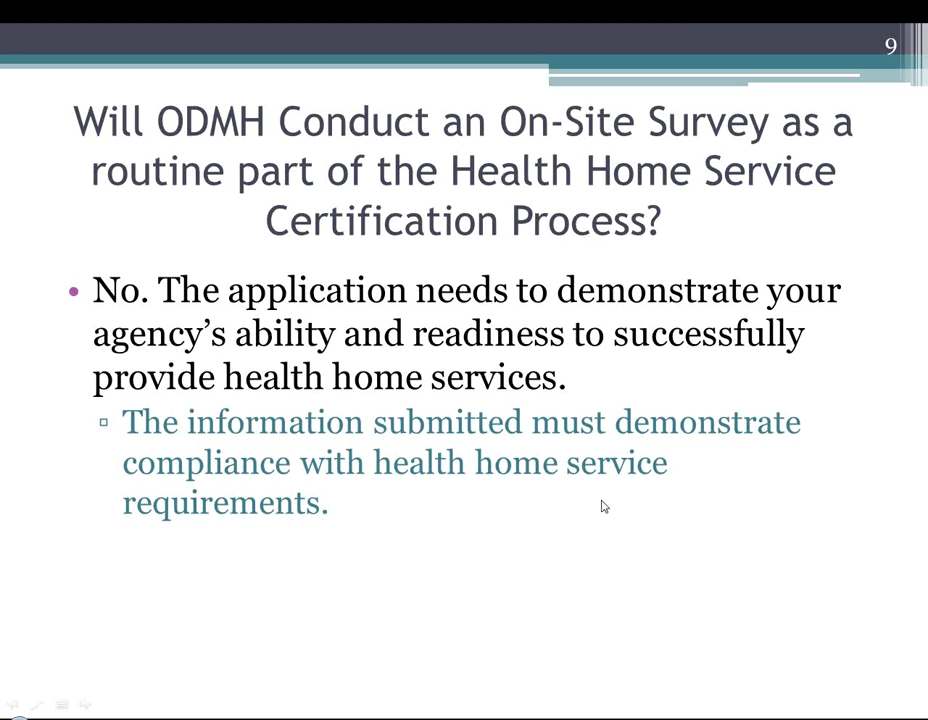 9
Will ODMH Conduct an On-Site Survey as a
routine part of the Health Home Service
Certification Process?
• No. The application needs to demonstrate your
agency’s ability and readiness to successfully
provide health home services.
▫ The information submitted must demonstrate
compliance with health home service
requirements.